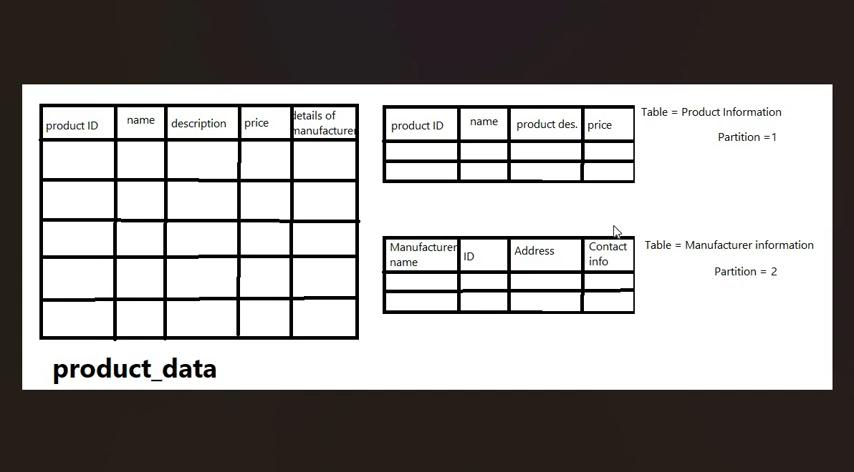 product ID
name
description
price
details of
manufacturer
product_data
product ID
name
product des.
price
Table = Product Information
Partition =1
Manufacturer
name
ID
Address
Contact
info
Table = Manufacturer information
Partition = 2